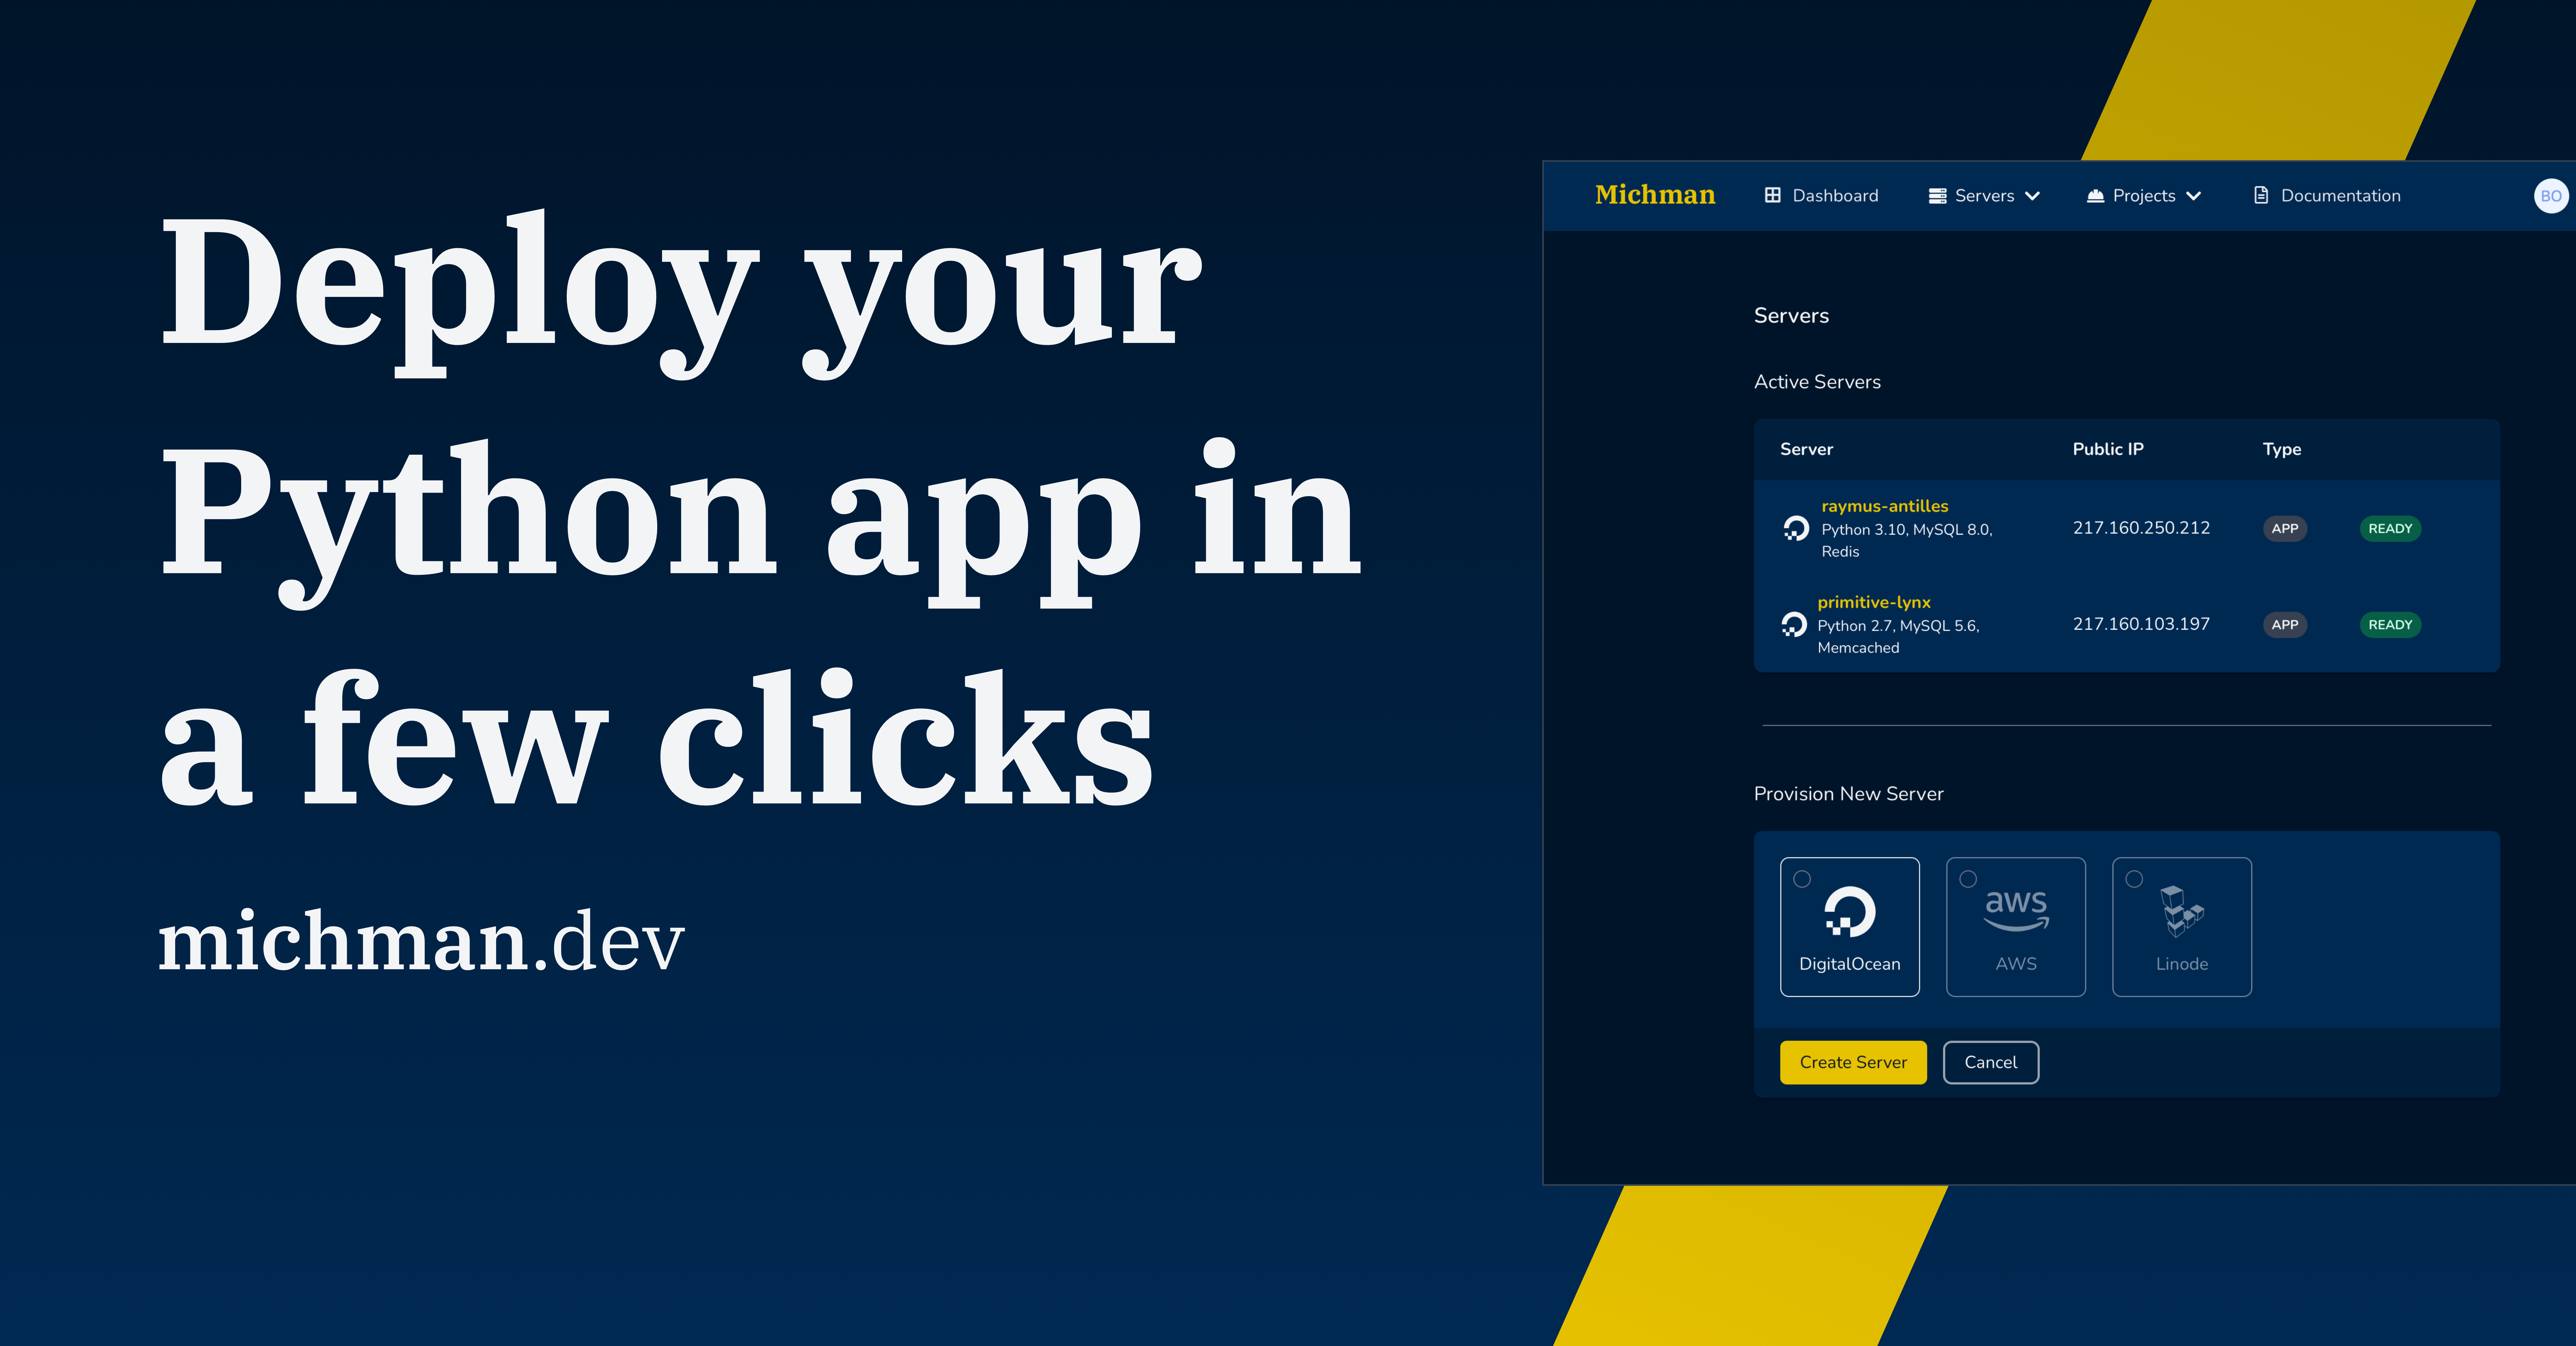 Deploy your
Python app in
a few clicks
michman.dev
Michman Dashboard Servers Projects Documentation BO
Servers
Active Servers
Server Public IP Type
raymus-antilles
Python 3.10, MySQL 8.0,
Redis
217.160.250.212 APP READY
primitive-lynx
Python 2.7, MySQL 5.6,
Memcached
217.160.103.197 APP READY
Provision New Server
aws
DigitalOcean AWS Linode
Create Server Cancel